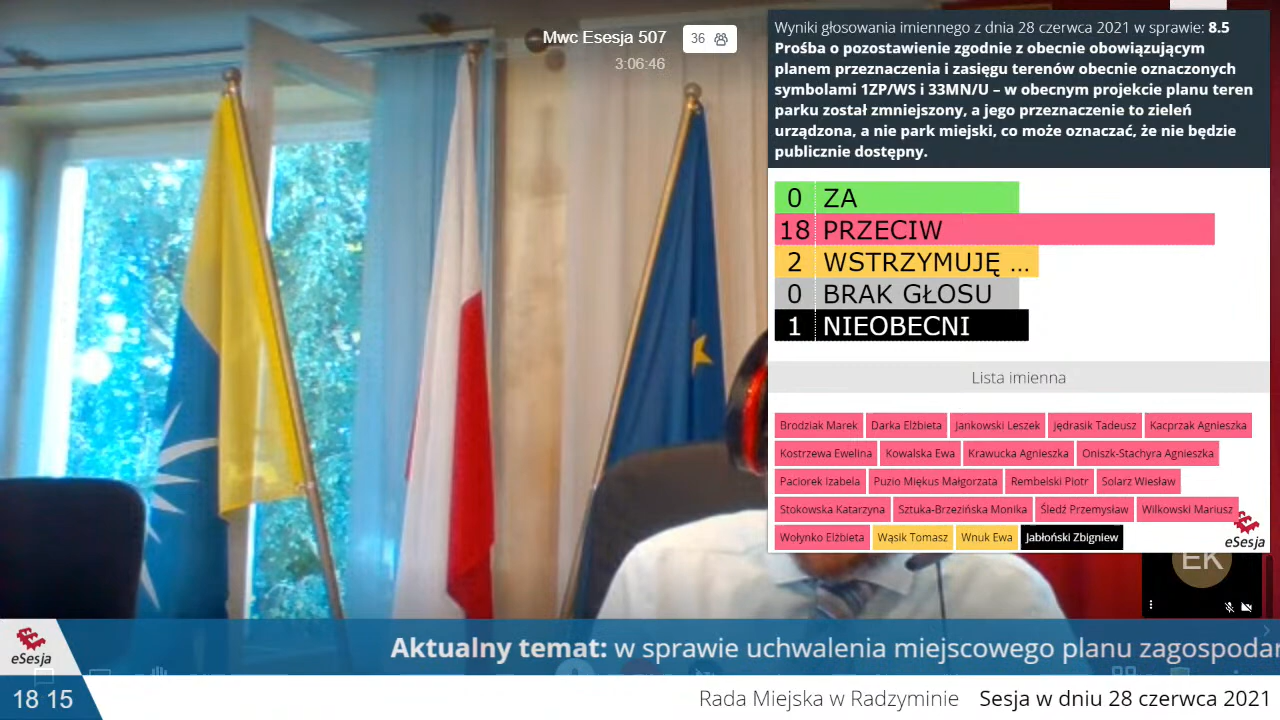 Mwc Esesja 507
36
3:06:46
Wyniki głosowania imiennego z dnia 28 czerwca 2021 w sprawie: 8.5
Prośba o pozostawienie zgodnie z obecnie obowiązującym
planem przeznaczenia i zasięgu terenów obecnie oznaczonych
symbolami 1ZP/WS i 33MN/U – w obecnym projekcie planu teren
parku został zmniejszony, a jego przeznaczenie to zieleń
urządzona, a nie park miejski, co może oznaczać, że nie będzie
publicznie dostępny.
0 ZA
18 PRZECIW
2 WSTRZYMUJĘ ...
0 BRAK GŁOSU
1 NIEOBECNI
Lista imienna
Brodziak Marek Darka Elżbieta Jankowski Leszek Jędrasik Tadeusz Kacprzak Agnieszka
Kostrzewa Ewelina Kowalska Ewa Krawucka Agnieszka Oniszk-Stachyra Agnieszka
Paciorek Izabela Puzio Miękus Małgorzata Rembelski Piotr Solarz Wiesław
Stokowska Katarzyna Sztuka-Brzezińska Monika Śledź Przemysław Wilkowski Mariusz
Wołynko Elżbieta Wąsik Tomasz Wnuk Ewa Jabłoński Zbigniew
eSesja
EK
Aktualny temat: w sprawie uchwalenia miejscowego planu zagospodar
eSesja
18 15
Rada Miejska w Radzyminie Sesja w dniu 28 czerwca 2021